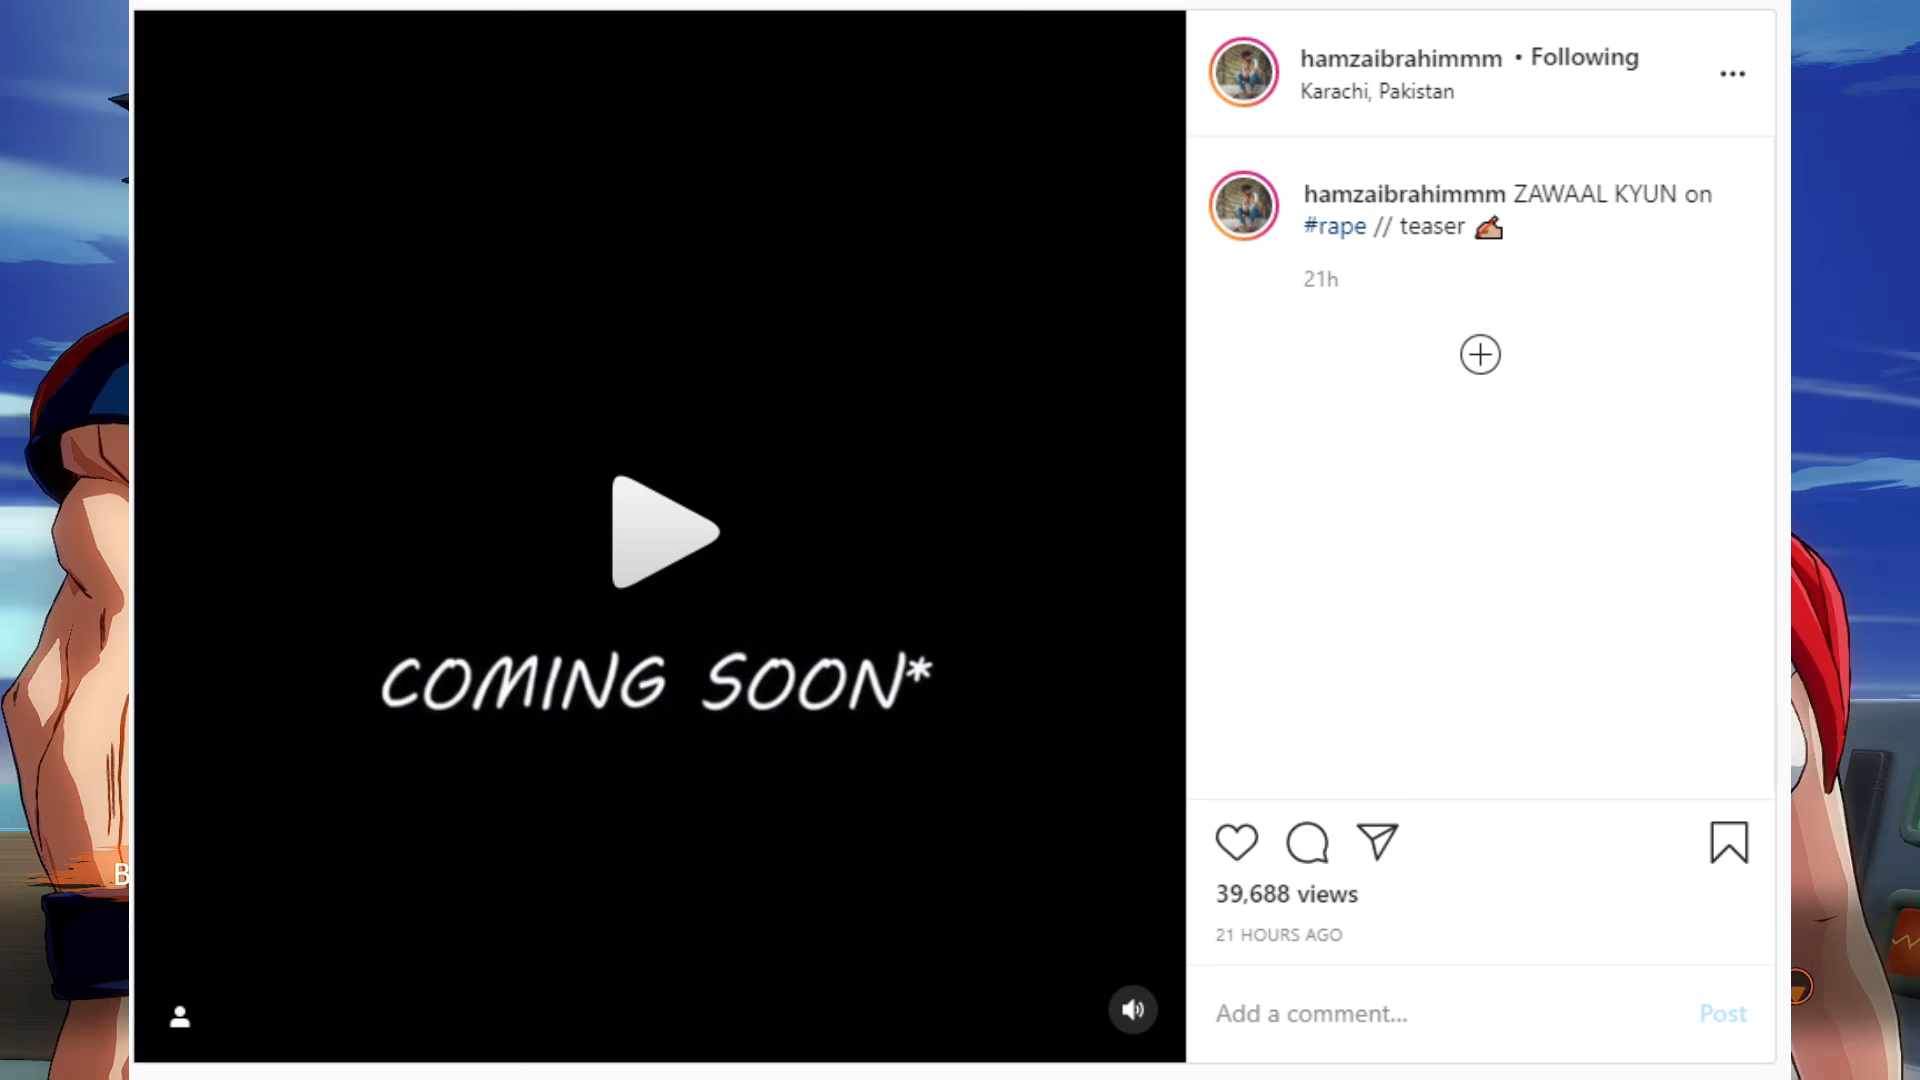 COMING SOON*
hamzaibrahimmm • Following
Karachi, Pakistan
hamzaibrahimmm ZAWAAL KYUN on
#rape // teaser ✍🏼
21h
39,688 views
21 HOURS AGO
Add a comment...
Post
B